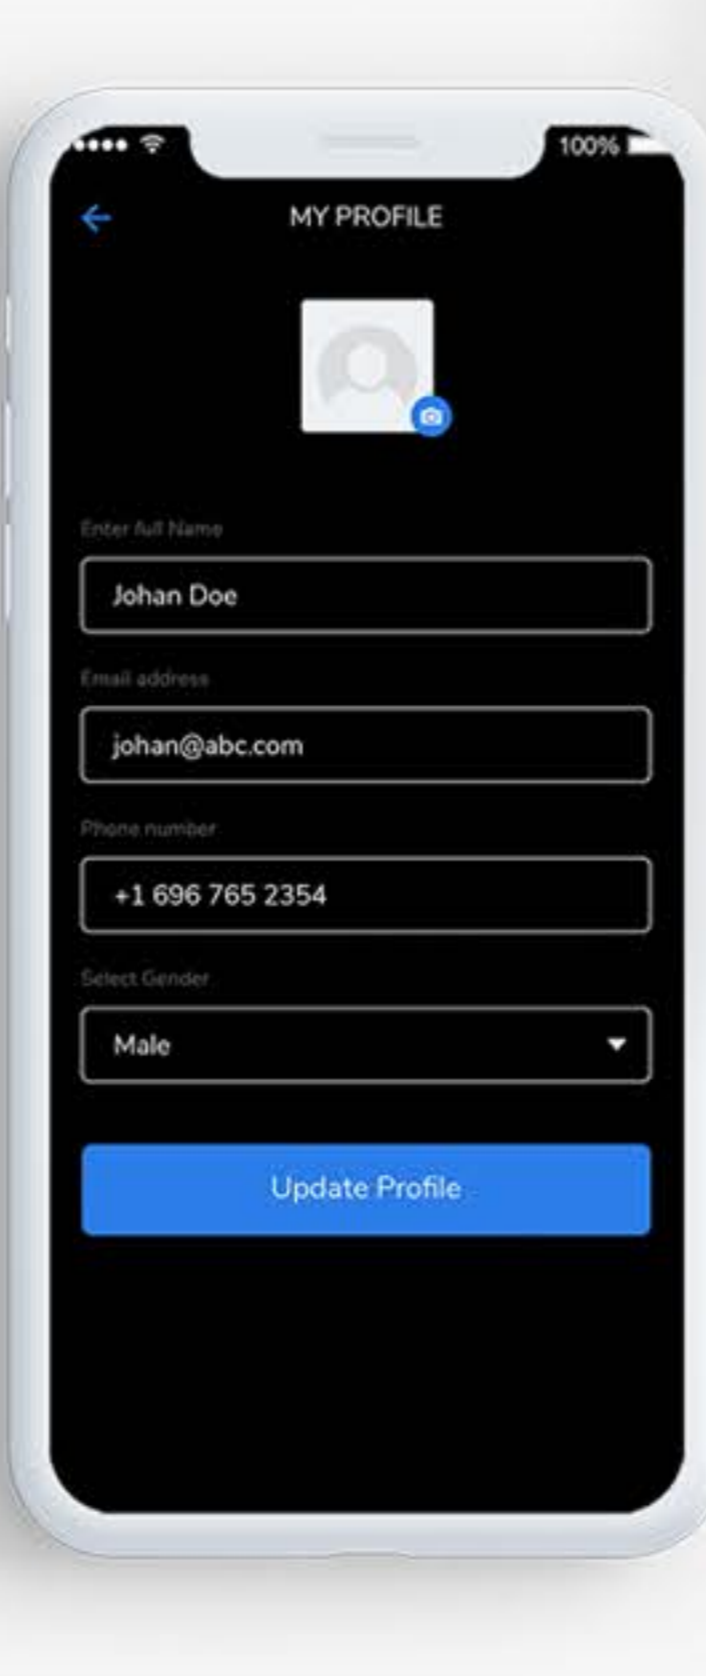 100%
MY PROFILE
Enter full Name
Johan Doe
Email address
johan@abc.com
Phone number
+1 696 765 2354
Select Gender
Male
Update Profile